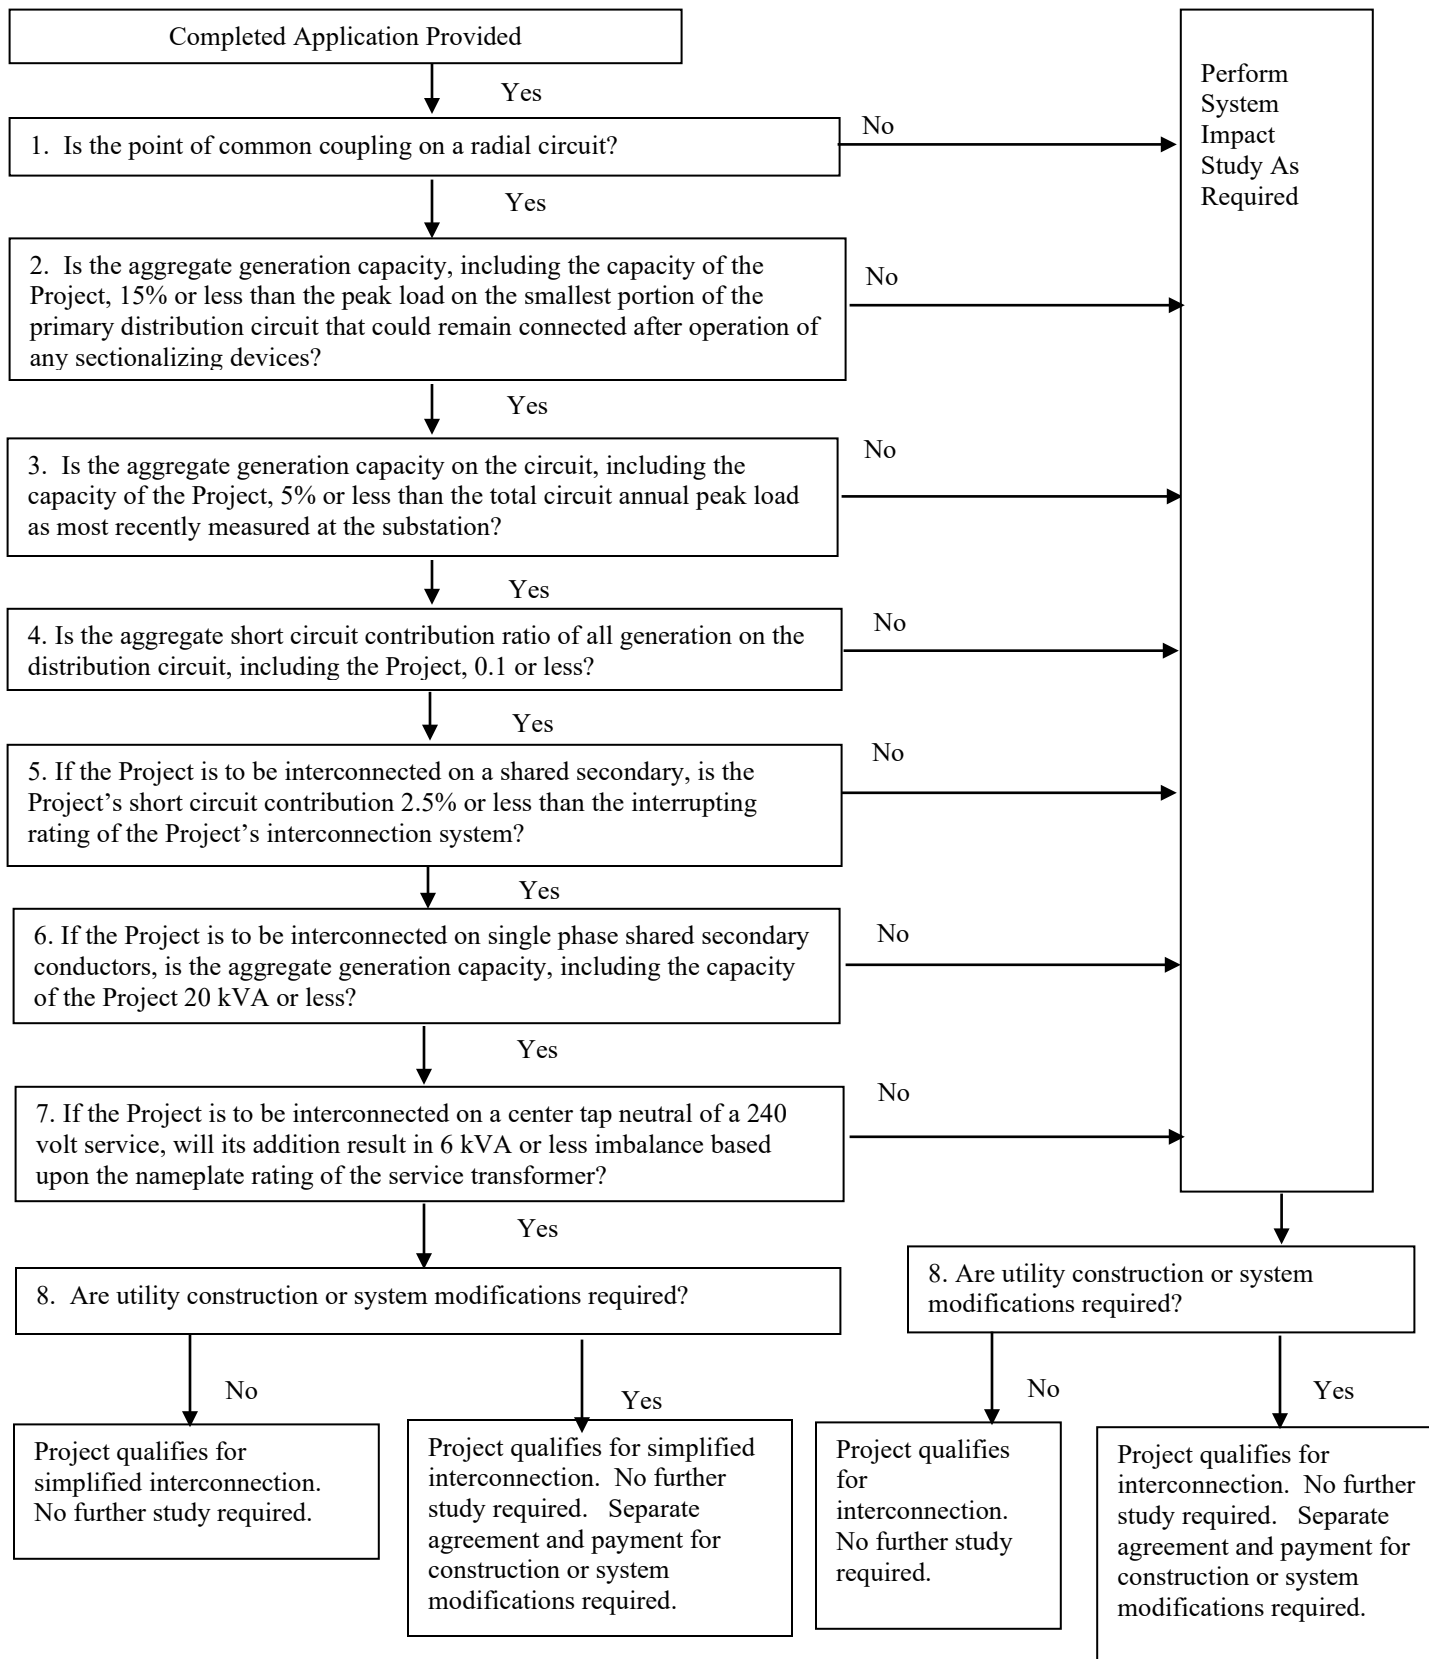 Completed Application Provided
Yes
1. Is the point of common coupling on a radial circuit?
No
Perform
System
Impact
Study As
Required
Yes
2. Is the aggregate generation capacity, including the capacity of the
Project, 15% or less than the peak load on the smallest portion of the
primary distribution circuit that could remain connected after operation of
any sectionalizing devices?
No
Yes
3. Is the aggregate generation capacity on the circuit, including the
capacity of the Project, 5% or less than the total circuit annual peak load
as most recently measured at the substation?
No
Yes
4. Is the aggregate short circuit contribution ratio of all generation on the
distribution circuit, including the Project, 0.1 or less?
No
Yes
5. If the Project is to be interconnected on a shared secondary, is the
Project’s short circuit contribution 2.5% or less than the interrupting
rating of the Project’s interconnection system?
No
Yes
6. If the Project is to be interconnected on single phase shared secondary
conductors, is the aggregate generation capacity, including the capacity
of the Project 20 kVA or less?
No
Yes
7. If the Project is to be interconnected on a center tap neutral of a 240
volt service, will its addition result in 6 kVA or less imbalance based
upon the nameplate rating of the service transformer?
No
Yes
8. Are utility construction or system modifications required?
8. Are utility construction or system
modifications required?
No
Yes
No
Yes
Project qualifies for
simplified interconnection.
No further study required.
Project qualifies for simplified
interconnection. No further
study required. Separate
agreement and payment for
construction or system
modifications required.
Project qualifies
for
interconnection.
No further study
required.
Project qualifies for
interconnection. No further
study required. Separate
agreement and payment for
construction or system
modifications required.